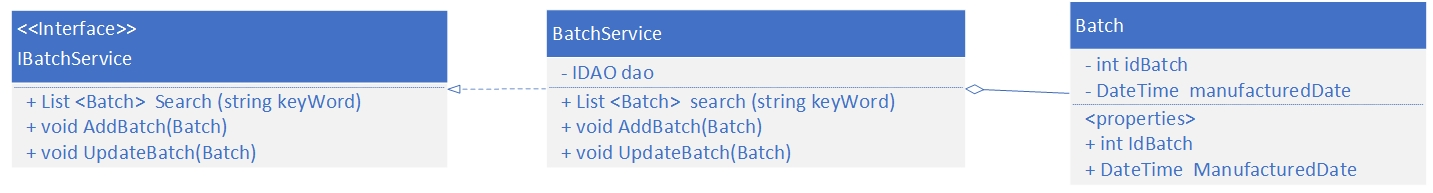 <<Interface>>
IBatchService
+ List <Batch> Search (string keyWord)
+ void AddBatch(Batch)
+ void UpdateBatch(Batch)
BatchService
- IDAO dao
+ List <Batch> search (string keyWord)
+ void AddBatch(Batch)
+ void UpdateBatch(Batch)
Batch
- int idBatch
- DateTime manufacturedDate
<properties>
+ int IdBatch
+ DateTime ManufacturedDate